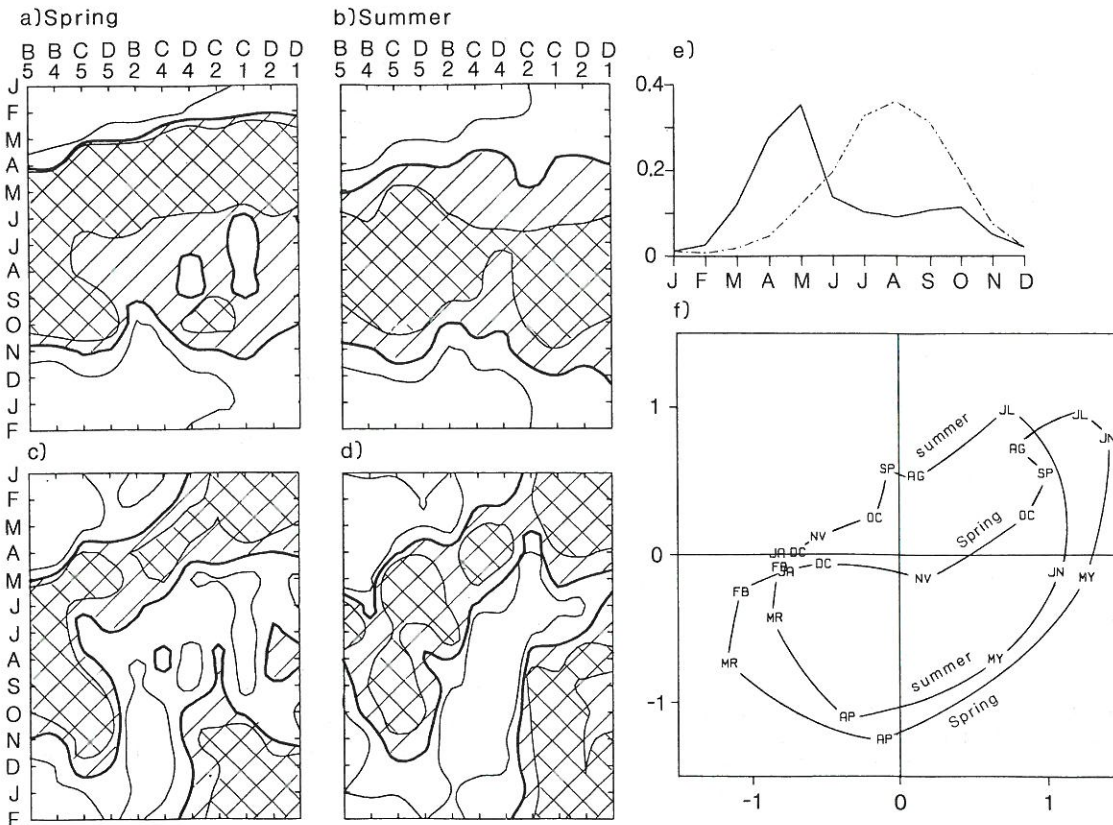 a)Spring
B B C D B C D C C D D
5 4 5 5 2 4 4 2 1 2 1
J
F
M
A
M
J
J
A
S
O
N
D
J
F
b)Summer
B B C D B C D C C D D
5 4 5 5 2 4 4 2 1 2 1
c)
J
F
M
A
M
J
J
A
S
O
N
D
J
F
d)
e)
0.4
0.2
0
J F M A M J J A S O N D
f)
1
0
-1
-1 0 1
JL
summer
JL
JN
AG
SP
AG
SP
OC
OC
Spring
NV
JA
DC
FB
JA
DC
NV
JN
MY
FB
MR
MR
MY
summer
AP
Spring
AP